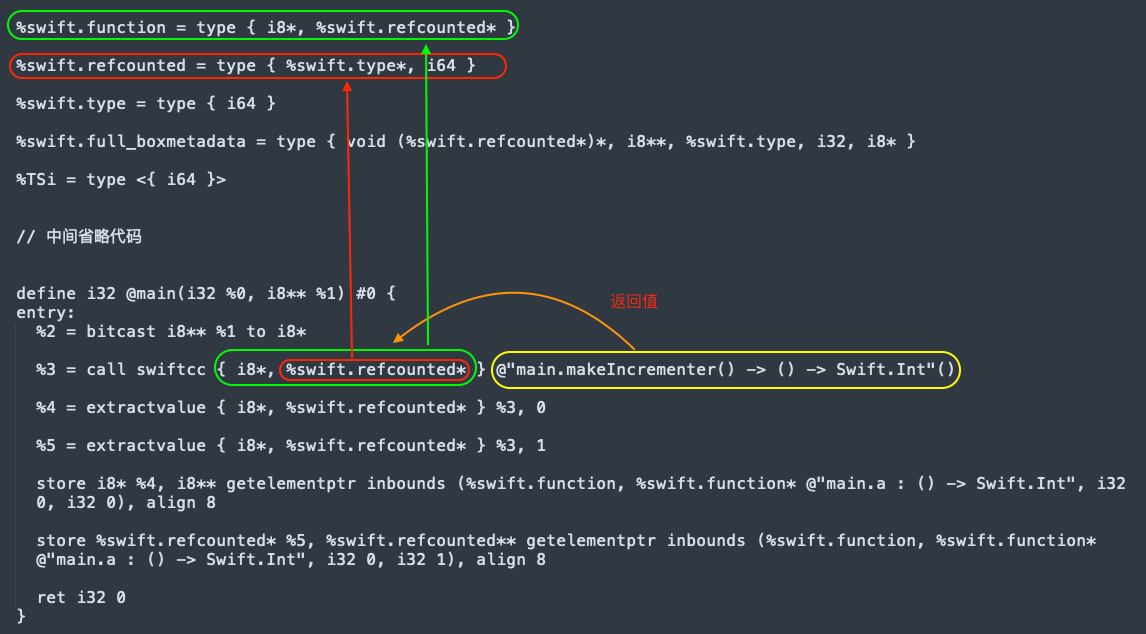 %swift.function = type { i8*, %swift.refcounted* }
%swift.refcounted = type { %swift.type*, i64 }
%swift.type = type { i64 }
%swift.full_boxmetadata = type { void (%swift.refcounted*)*, i8**, %swift.type, i32, i8* }
%TSi = type <{ i64 }>
// 中间省略代码
define i32 @main(i32 %0, i8** %1) #0 {
返回值
entry:
%2 = bitcast i8** %1 to i8*
%3 = call swiftcc { i8*, %swift.refcounted* } @"main.makeIncrementer() -> () -> Swift.Int"()
%4 = extractvalue { i8*, %swift.refcounted* } %3, 0
%5 = extractvalue { i8*, %swift.refcounted* } %3, 1
store i8* %4, i8** getelementptr inbounds (%swift.function, %swift.function* @"main.a : () -> Swift.Int", i32
0, i32 0), align 8
store %swift.refcounted* %5, %swift.refcounted** getelementptr inbounds (%swift.function, %swift.function*
@"main.a : () -> Swift.Int", i32 0, i32 1), align 8
ret i32 0
}